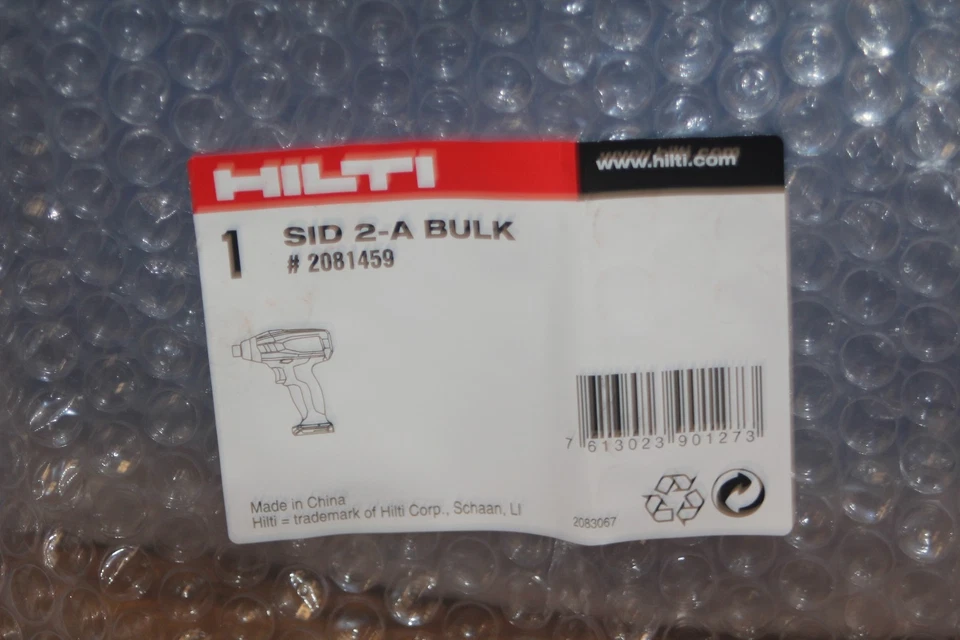 HILTI
www.hilti.com
1
SID 2-A BULK
# 2081459
7 613023 901273
Made in China
Hilti = trademark of Hilti Corp., Schaan, LI
2083067